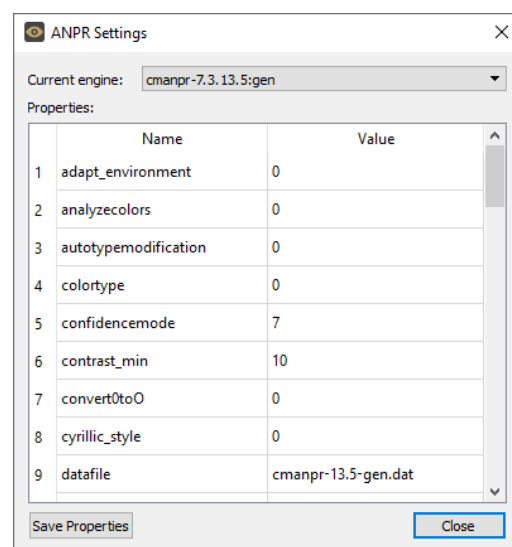 ANPR Settings
Current engine: cmanpr-7.3.13.5:gen
Properties:
Name Value
1 adapt_environment 0
2 analyzecolors 0
3 autotypemodification 0
4 colortype 0
5 confidencemode 7
6 contrast_min 10
7 convert0toO 0
8 cyrillic_style 0
9 datafile cmanpr-13.5-gen.dat
Save Properties Close